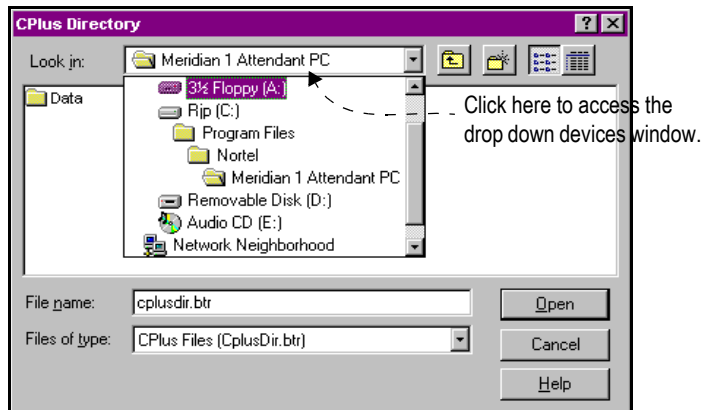 CPlus Directory
Look in: Meridian 1 Attendant PC
Data
3½ Floppy (A:)
Rjp (C:)
Program Files
Nortel
Meridian 1 Attendant PC
Removable Disk (D:)
Audio CD (E:)
Network Neighborhood
Click here to access the
drop down devices window.
File name: cplusdir.btr
Open
Files of type: CPlus Files (CplusDir.btr)
Cancel
Help